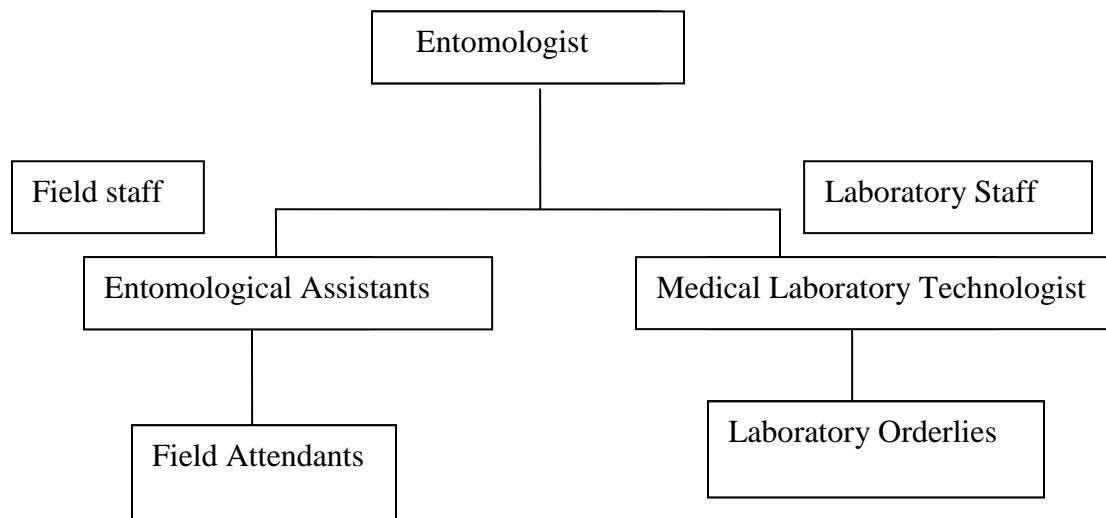 Entomologist
Field staff
Laboratory Staff
Entomological Assistants
Medical Laboratory Technologist
Field Attendants
Laboratory Orderlies